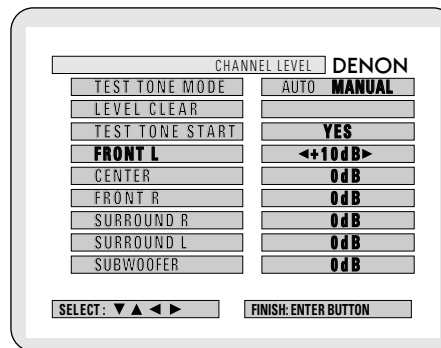 CHANNEL LEVEL DENON
TEST TONE MODE AUTO MANUAL
LEVEL CLEAR
TEST TONE START YES
FRONT L ◄+10dB►
CENTER 0dB
FRONT R 0dB
SURROUND R 0dB
SURROUND L 0dB
SUBWOOFER 0dB
SELECT: ▼ ▲ ◄ ► FINISH: ENTER BUTTON